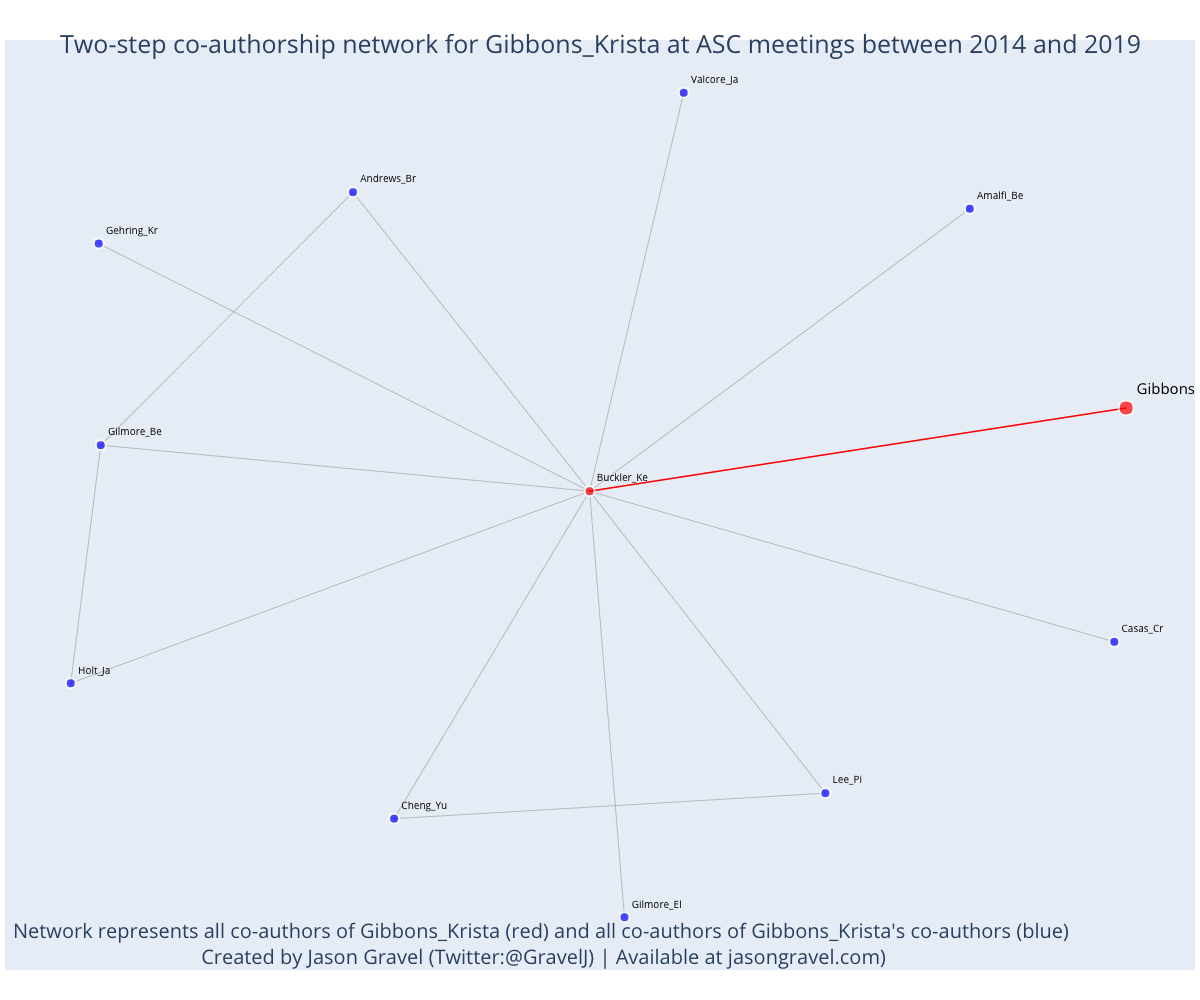 Two-step co-authorship network for Gibbons_Krista at ASC meetings between 2014 and 2019
Valcore_Ja
Andrews_Br
Amalfi_Be
Gehring_Kr
Gibbons
Gilmore_Be
Buckler_Ke
Casas_Cr
Holt_Ja
Lee_Pi
Cheng_Yu
Gilmore_El
Network represents all co-authors of Gibbons_Krista (red) and all co-authors of Gibbons_Krista's co-authors (blue)
Created by Jason Gravel (Twitter:@GravelJ) | Available at jasongravel.com)